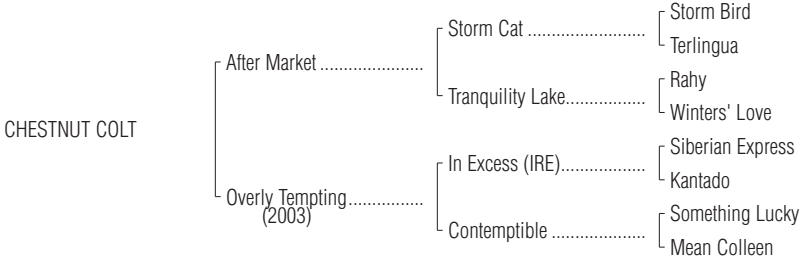 Storm Bird
Storm Cat .........................
Terlingua
After Market ......................
Rahy
Tranquility Lake.................
Winters' Love
CHESTNUT COLT
Siberian Express
In Excess (IRE)..................
Kantado
Overly Tempting................
(2003)
Something Lucky
Contemptible ....................
Mean Colleen